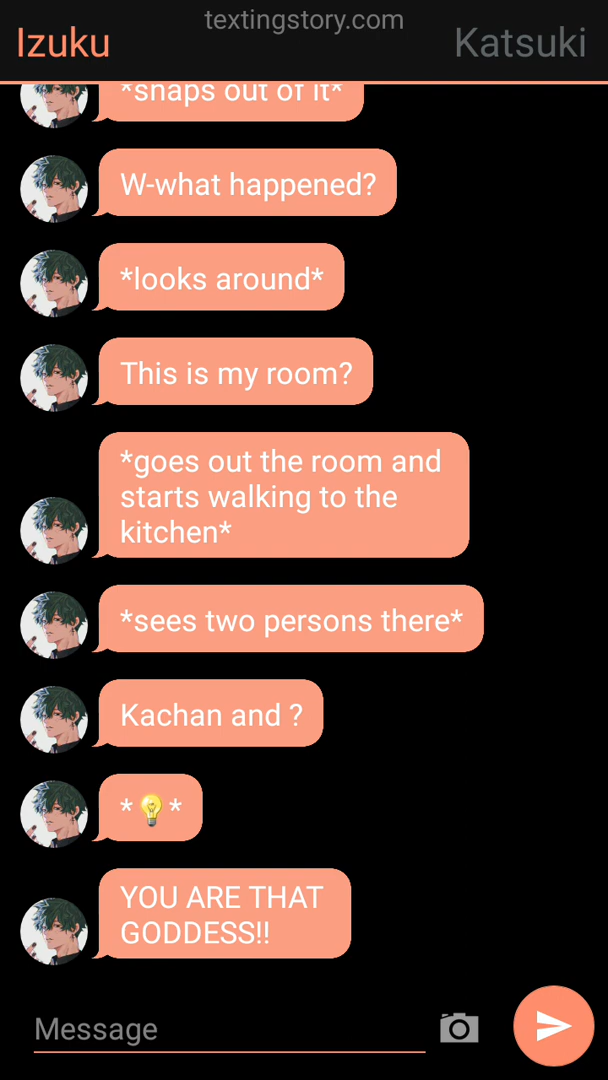 textingstory.com
Izuku
Katsuki
*snaps out of it*
W-what happened?
*looks around*
This is my room?
*goes out the room and
starts walking to the
kitchen*
*sees two persons there*
Kachan and ?
*💡*
YOU ARE THAT
GODDESS!!
Message